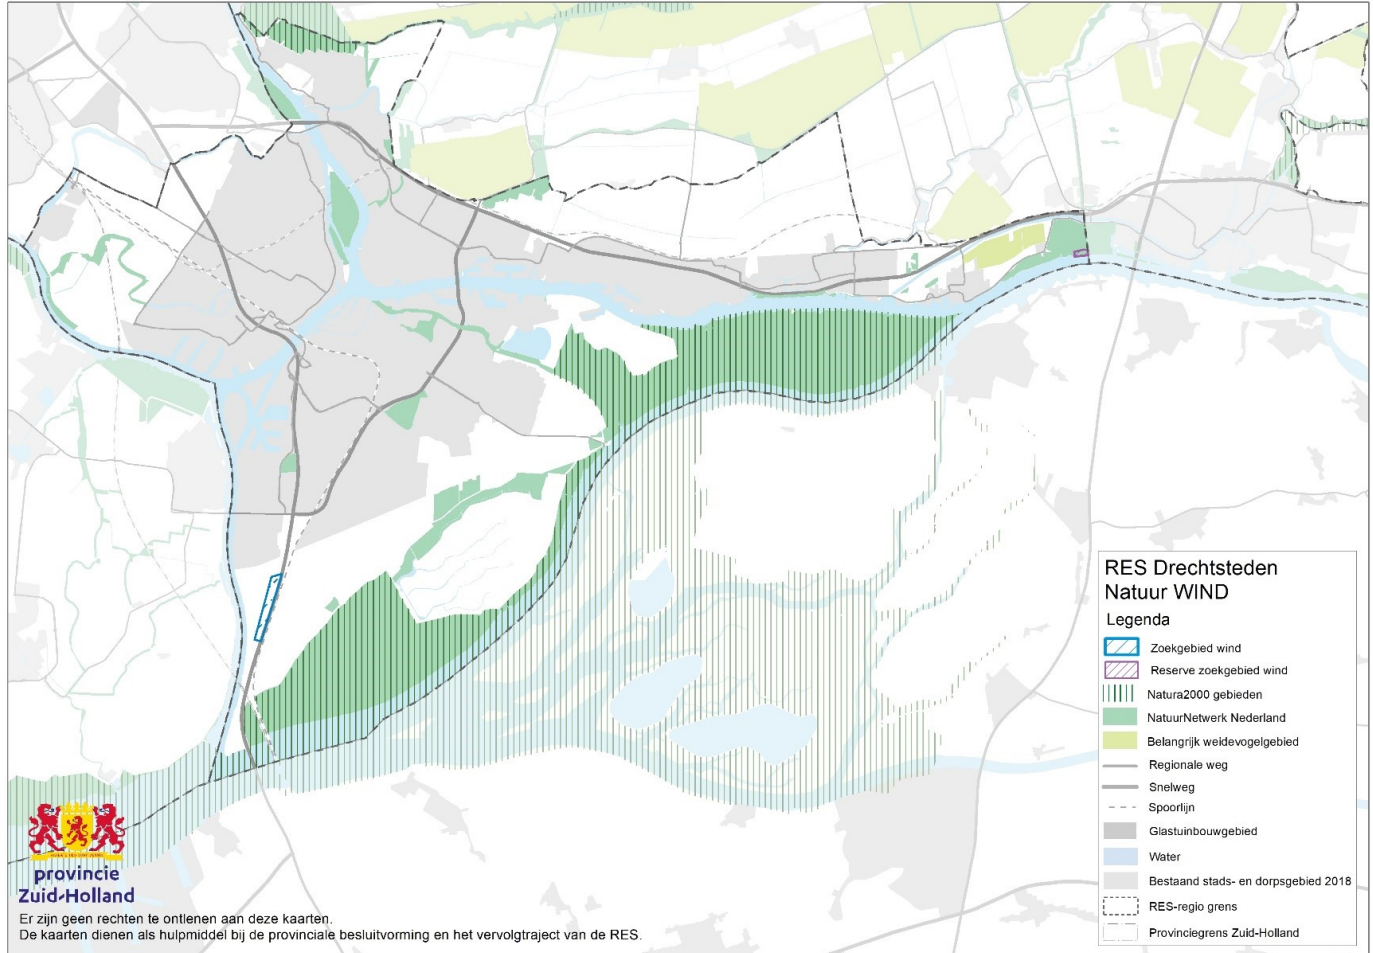 RES Drechtsteden
Natuur WIND
Legenda
Zoekgebied wind
Reserve zoekgebied wind
Natura2000 gebieden
NatuurNetwerk Nederland
Belangrijk weidevogelgebied
Regionale weg
Snelweg
Spoorlijn
Glastuinbouwgebied
Water
Bestaand stads- en dorpsgebied 2018
RES-regio grens
Provinciegrens Zuid-Holland
provincie
Zuid-Holland
Er zijn geen rechten te ontlenen aan deze kaarten.
De kaarten dienen als hulpmiddel bij de provinciale besluitvorming en het vervolgtraject van de RES.